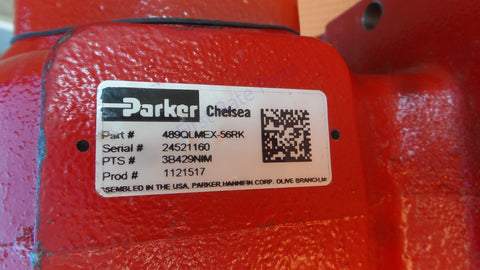 Parker Chelsea
Part # 489QLMEX-56RK
Serial # 24521160
PTS # 3B429NIM
Prod # 1121517
SEMBLED IN THE USA, PARKER HANNIFIN CORP. OLIVE BRANCH,